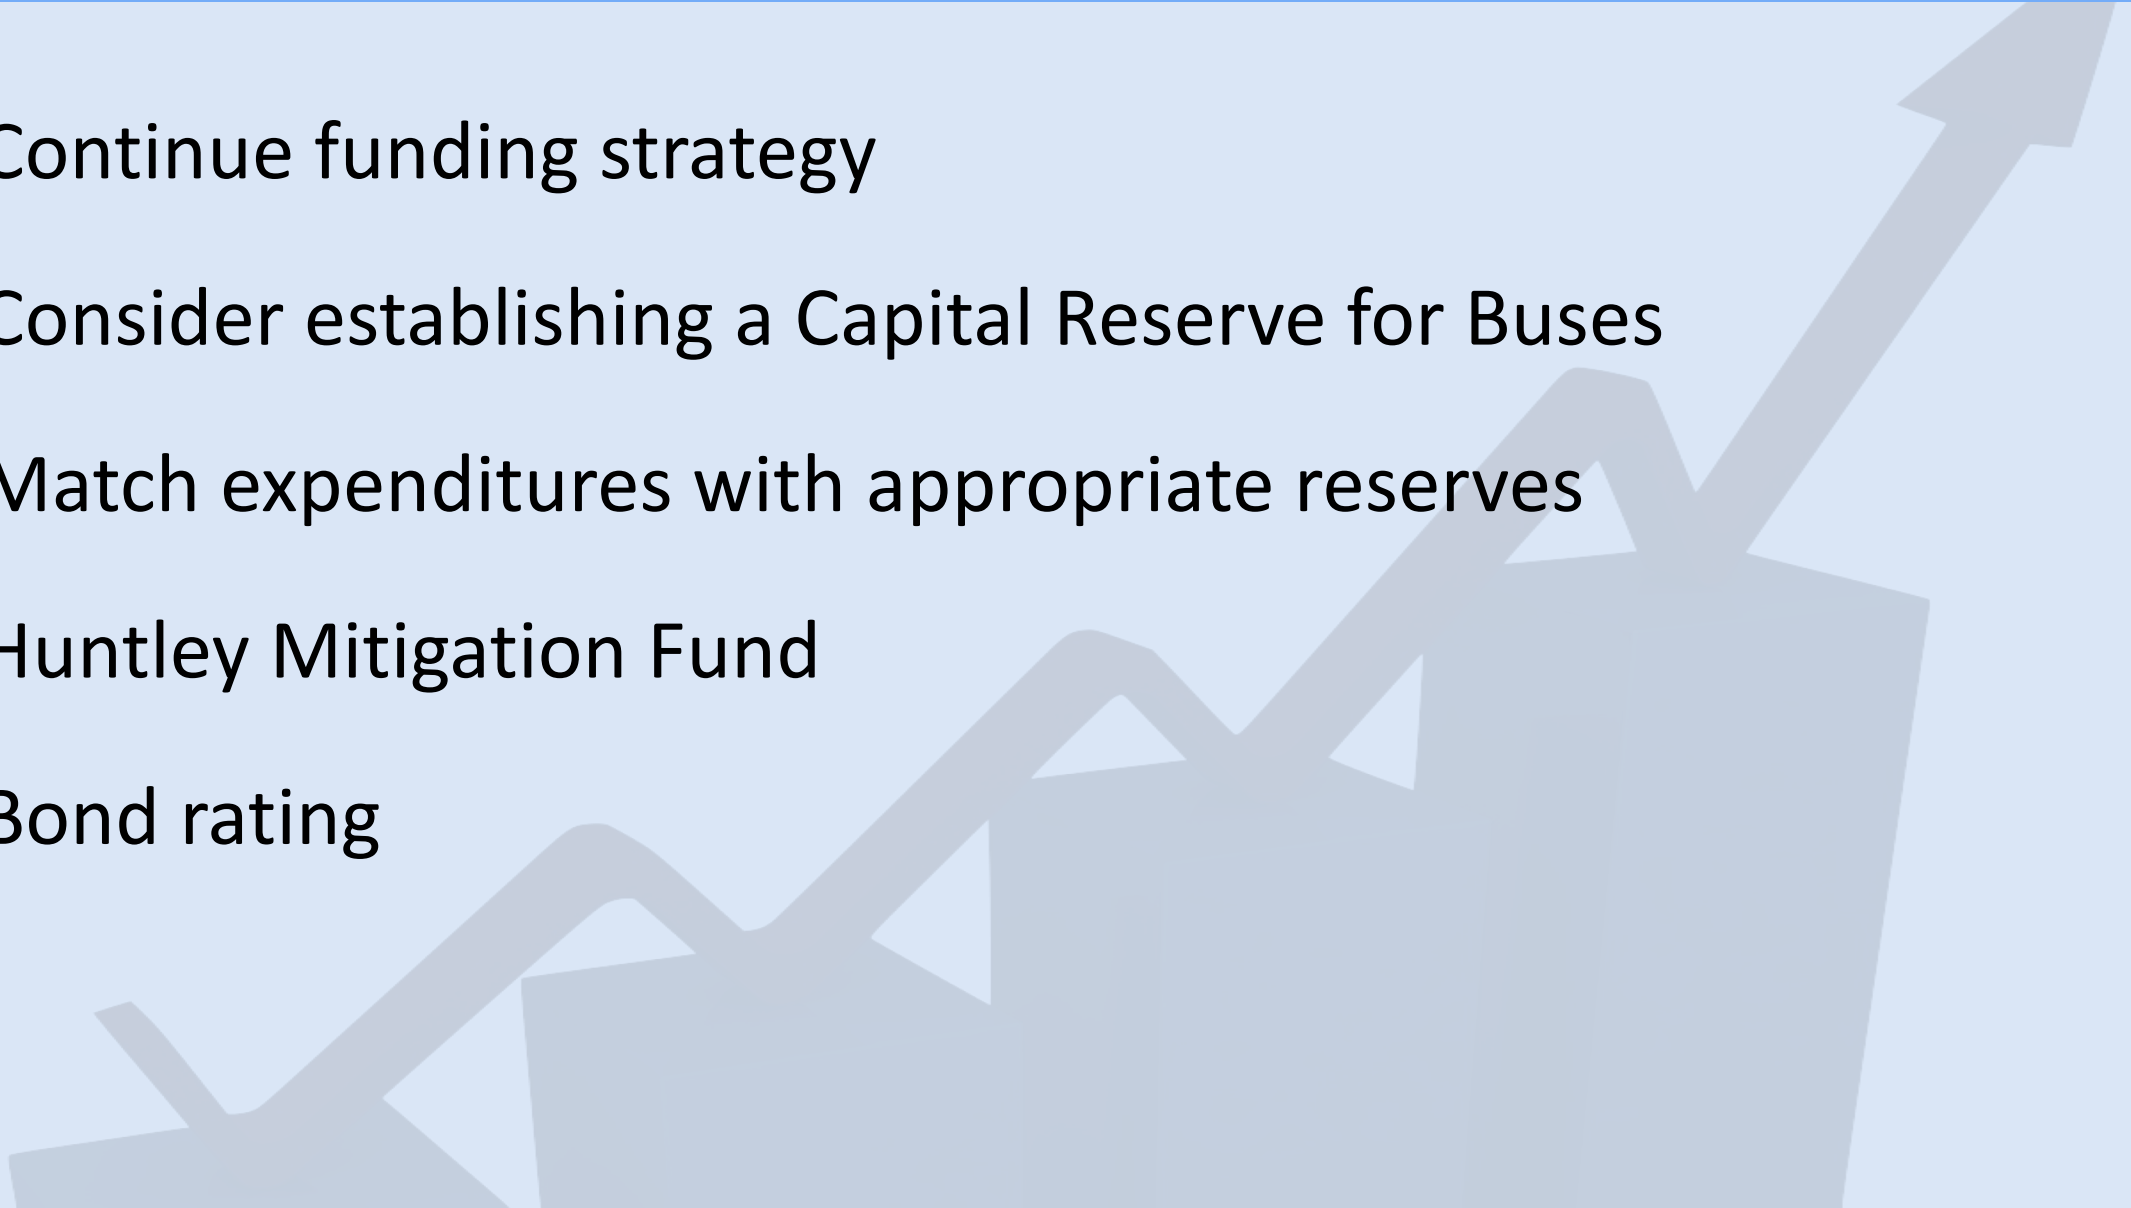 Continue funding strategy
Consider establishing a Capital Reserve for Buses
Match expenditures with appropriate reserves
Huntley Mitigation Fund
Bond rating